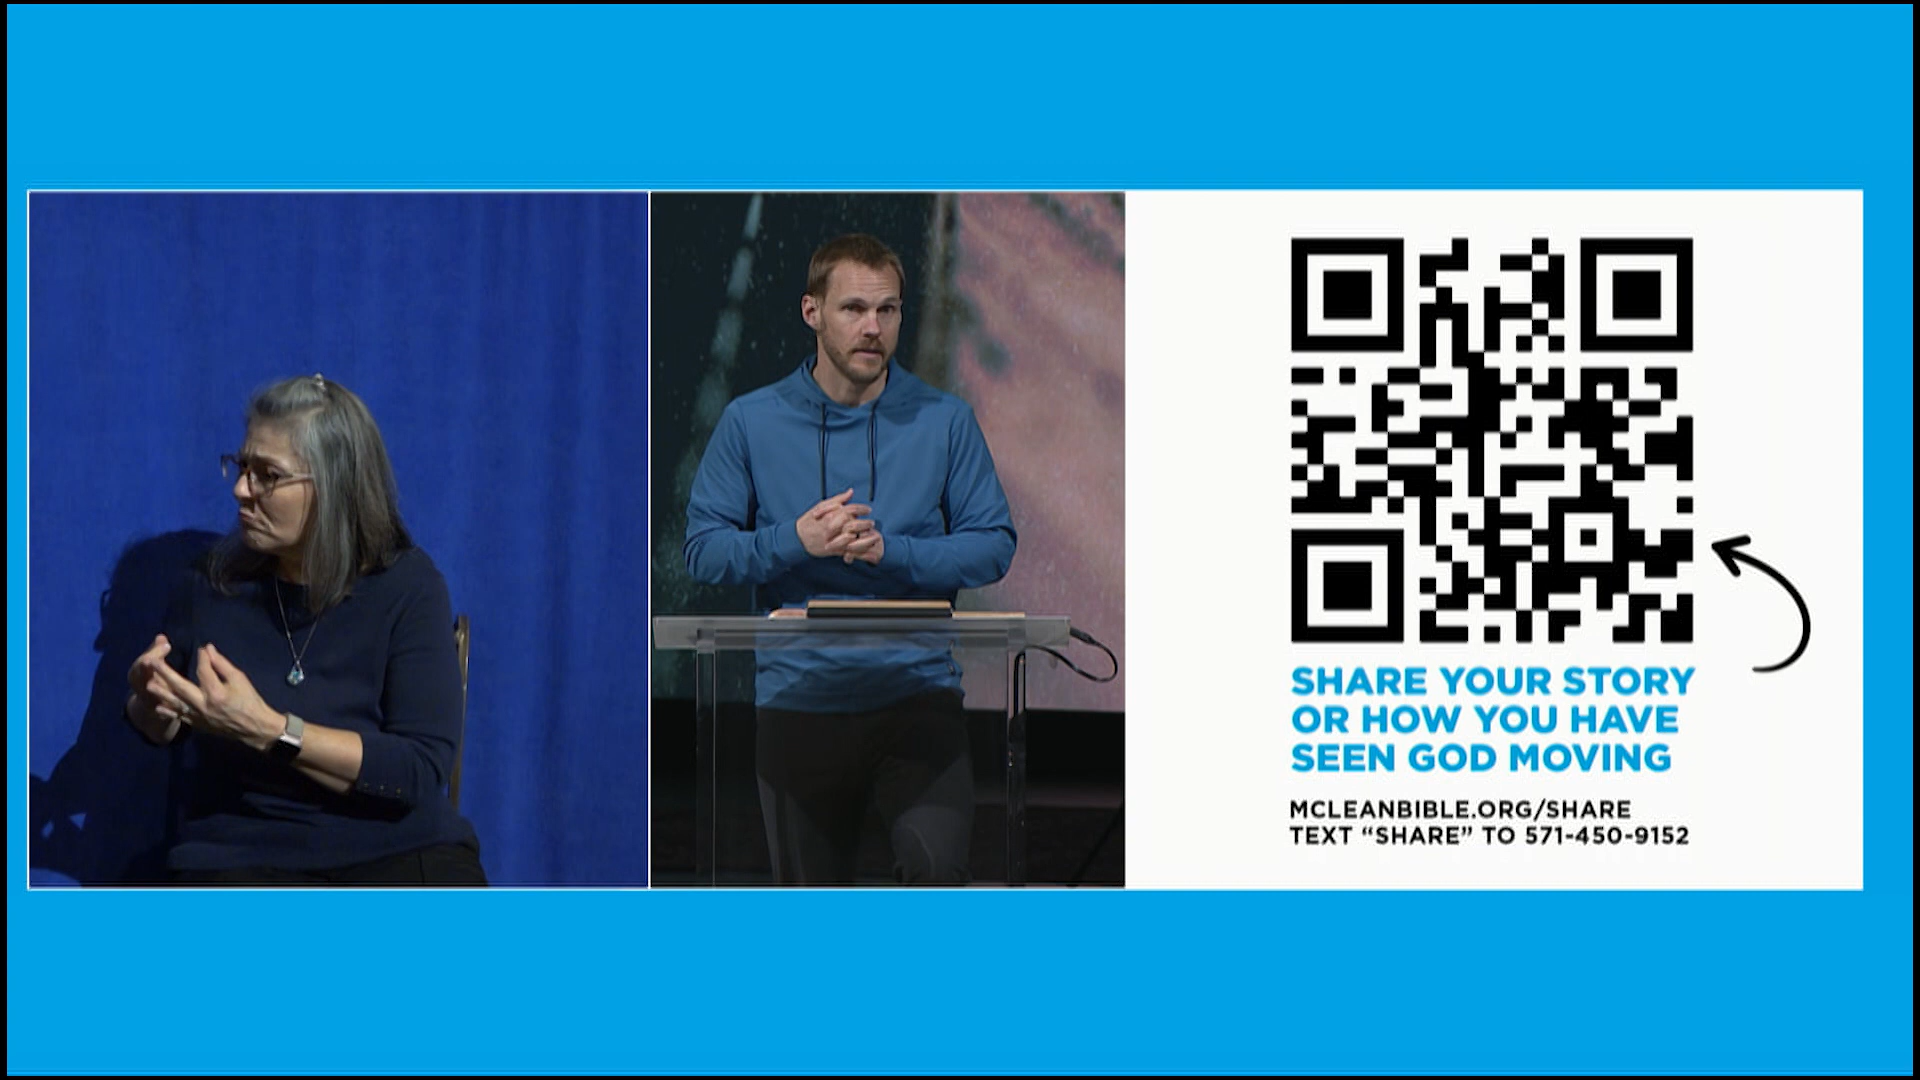 SHARE YOUR STORY
OR HOW YOU HAVE
SEEN GOD MOVING
MCLEANBIBLE.ORG/SHARE
TEXT “SHARE” TO 571-450-9152